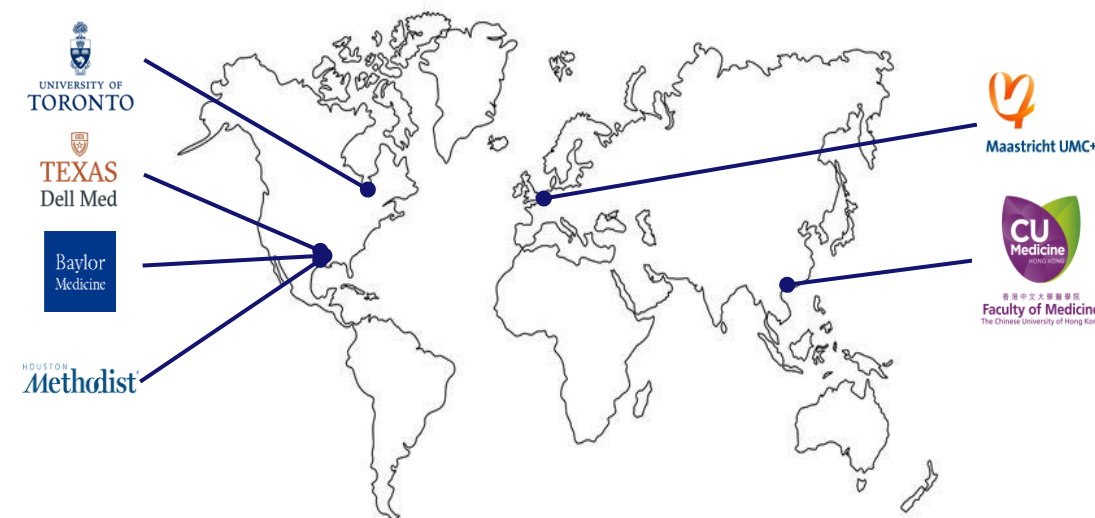 UNIVERSITY OF
TORONTO
TEXAS
Dell Med
Baylor
Medicine
HOUSTON
Methodist
Maastricht UMC+
CU
Medicine
HONG KONG
香港中文大學醫學院
Faculty of Medicine
The Chinese University of Hong Kon